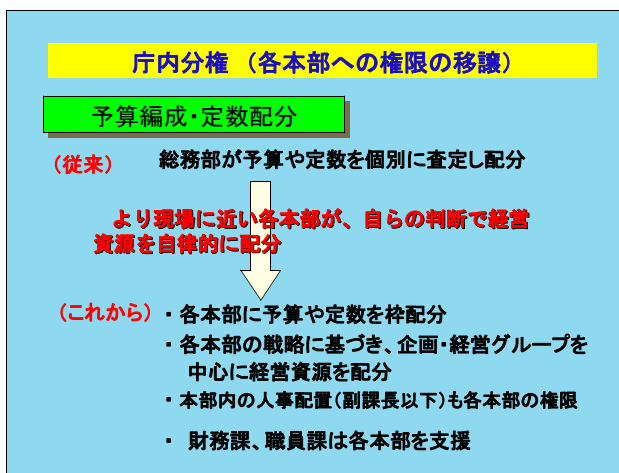 庁内分権 （各本部への権限の移譲）
予算編成・定数配分
（従来） 総務部が予算や定数を個別に査定し配分
より現場に近い各本部が、自らの判断で経営
資源を自律的に配分
（これから） ・各本部に予算や定数を枠配分
・各本部の戦略に基づき、企画・経営グループを
中心に経営資源を配分
・本部内の人事配置（副課長以下）も各本部の権限
・ 財務課、職員課は各本部を支援